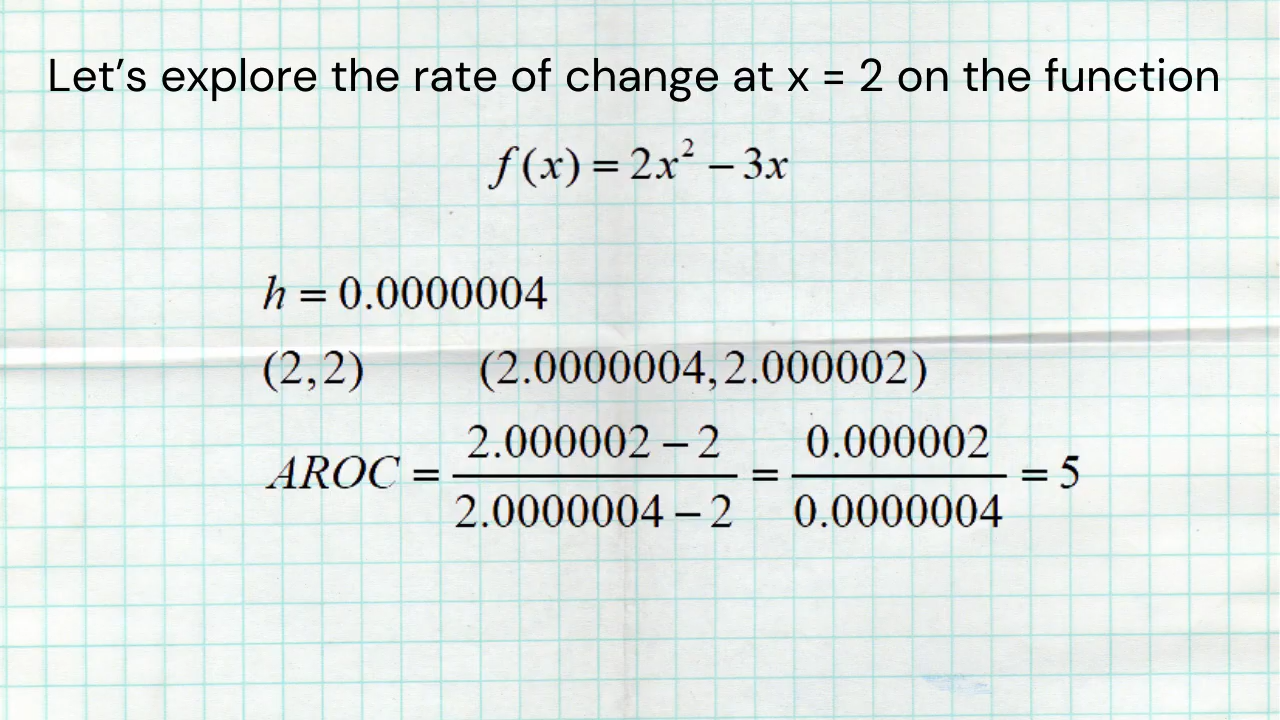 Let’s explore the rate of change at x = 2 on the function
f(x) = 2x² − 3x
h = 0.0000004
(2,2) (2.0000004,2.000002)
AROC = (2.000002 − 2)/(2.0000004 − 2) = 0.000002/0.0000004 = 5